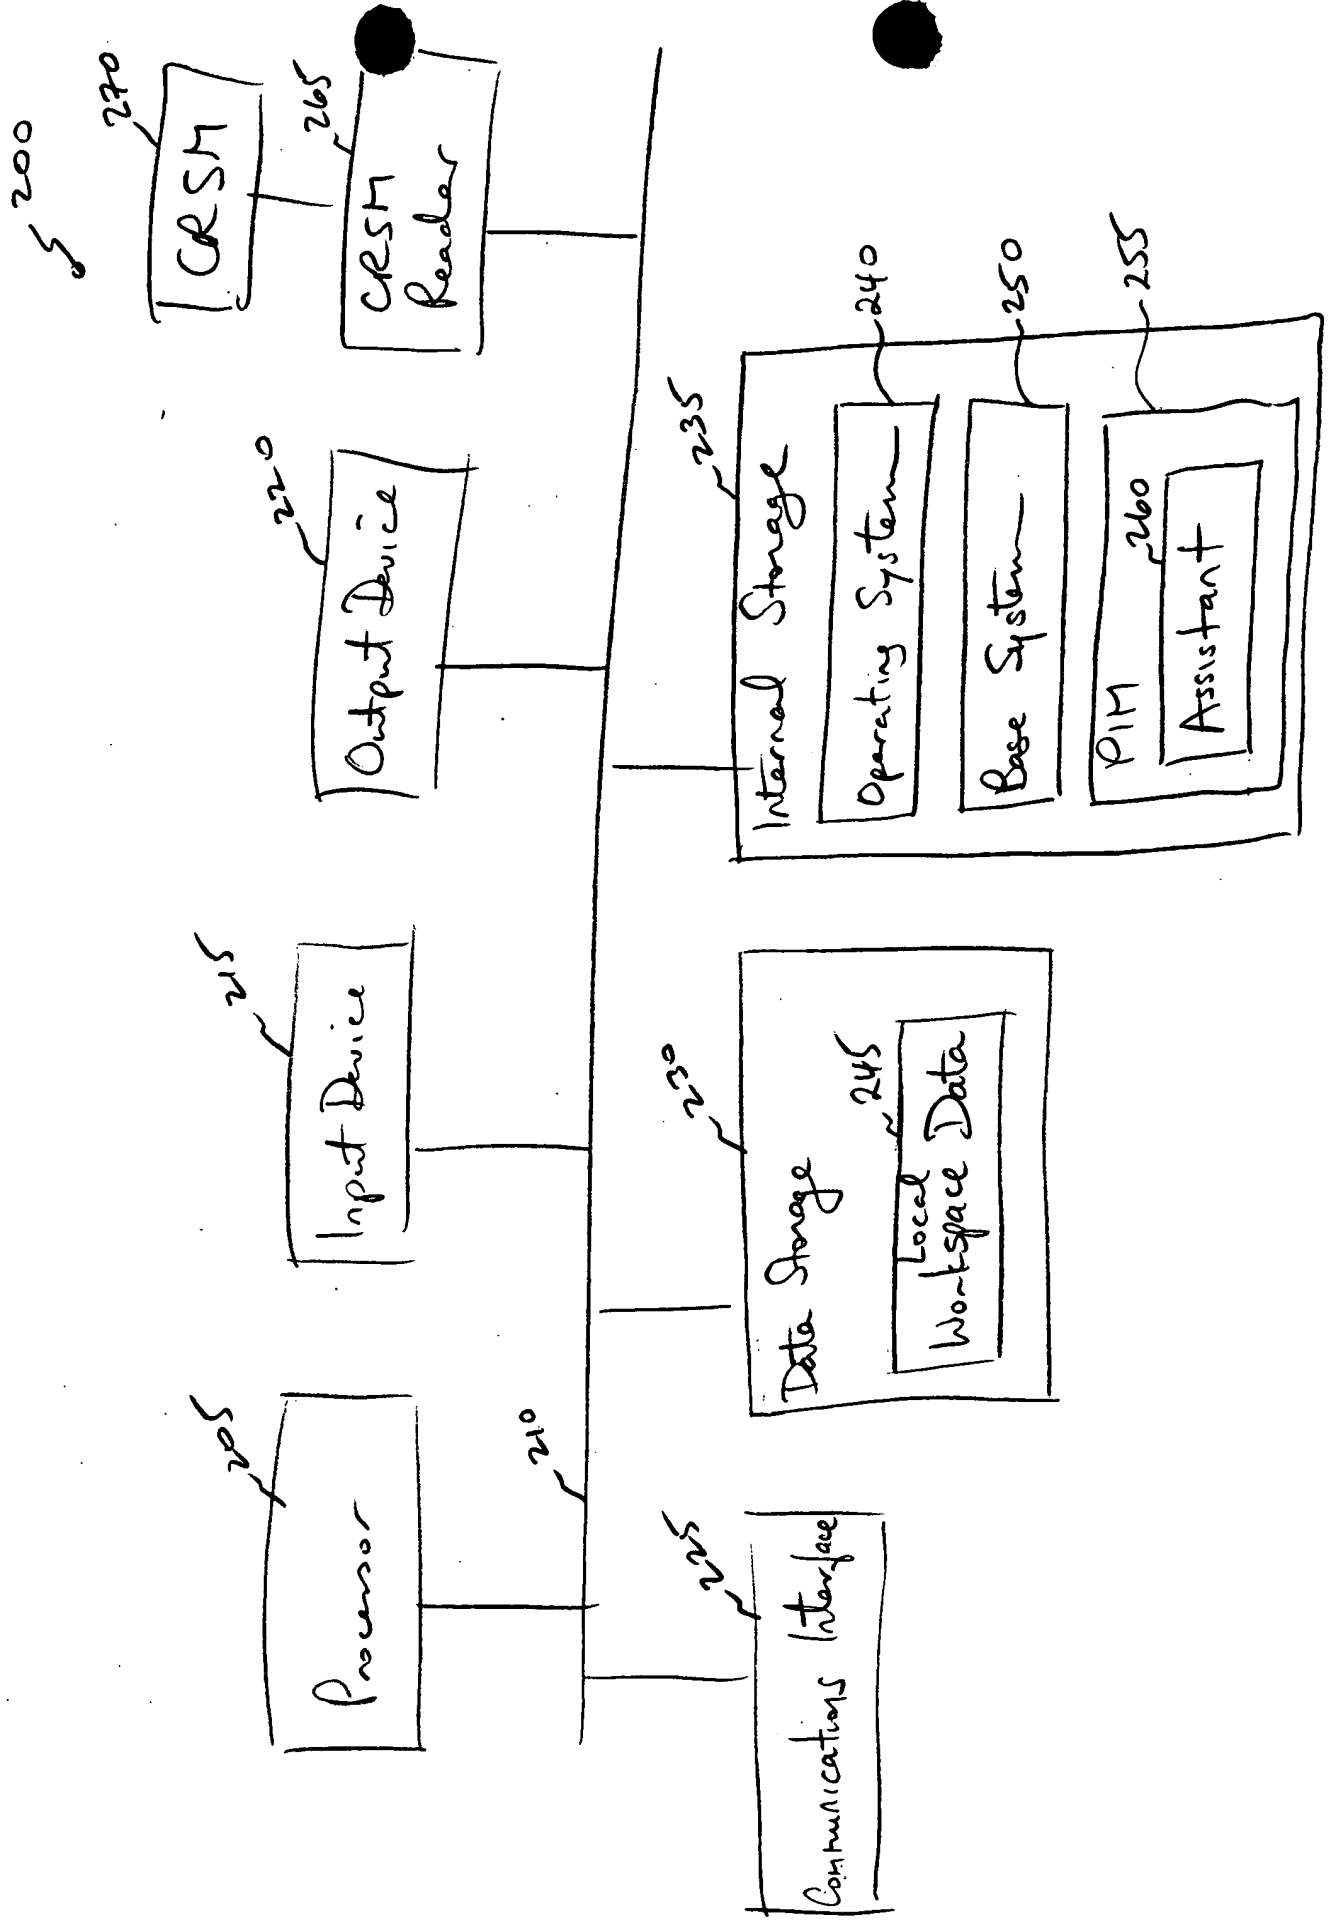 200
205
Processor
215
Input Device
220
Output Device
270
CRSM
265
CRSM
Reader
210
225
Communications Interface
230
Data Storage
245
Local
Workspace Data
235
Internal Storage
Operating System
240
Base System
250
PIM
255
260
Assistant